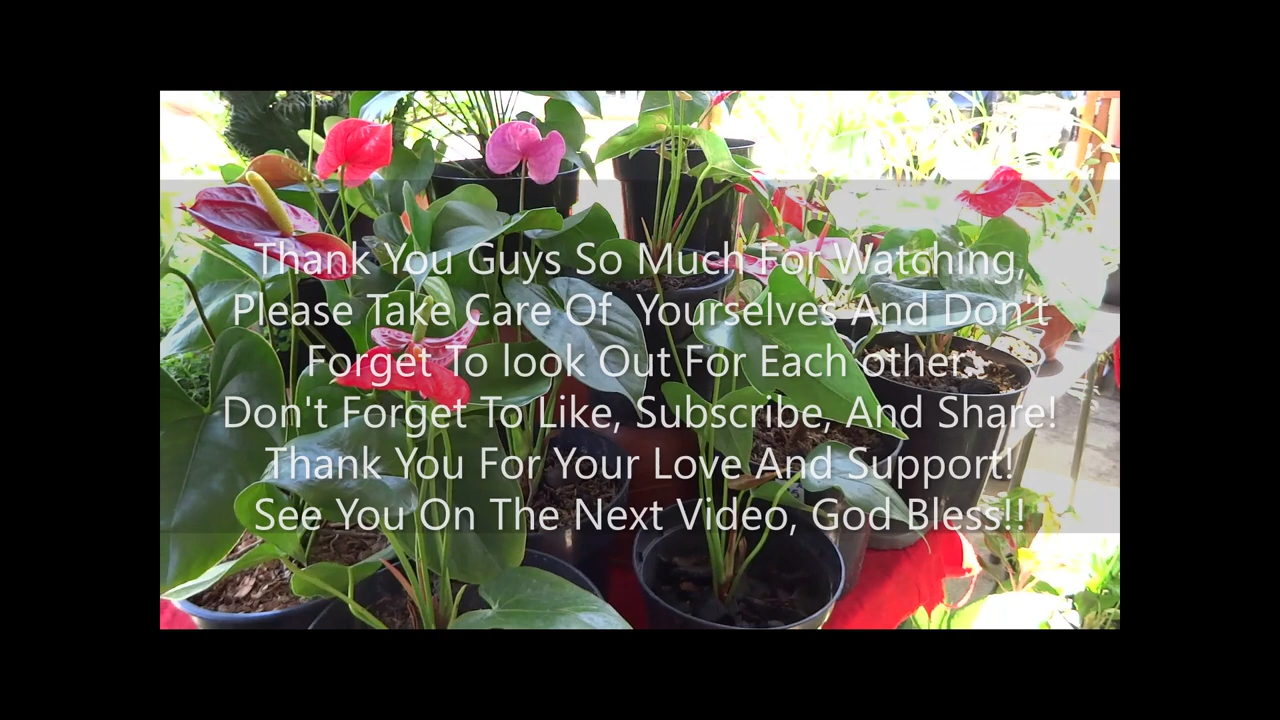 Thank You Guys So Much For Watching,
Please Take Care Of  Yourselves And Don't
Forget To look Out For Each other.
Don't Forget To Like, Subscribe, And Share!
Thank You For Your Love And Support!
See You On The Next Video, God Bless!!